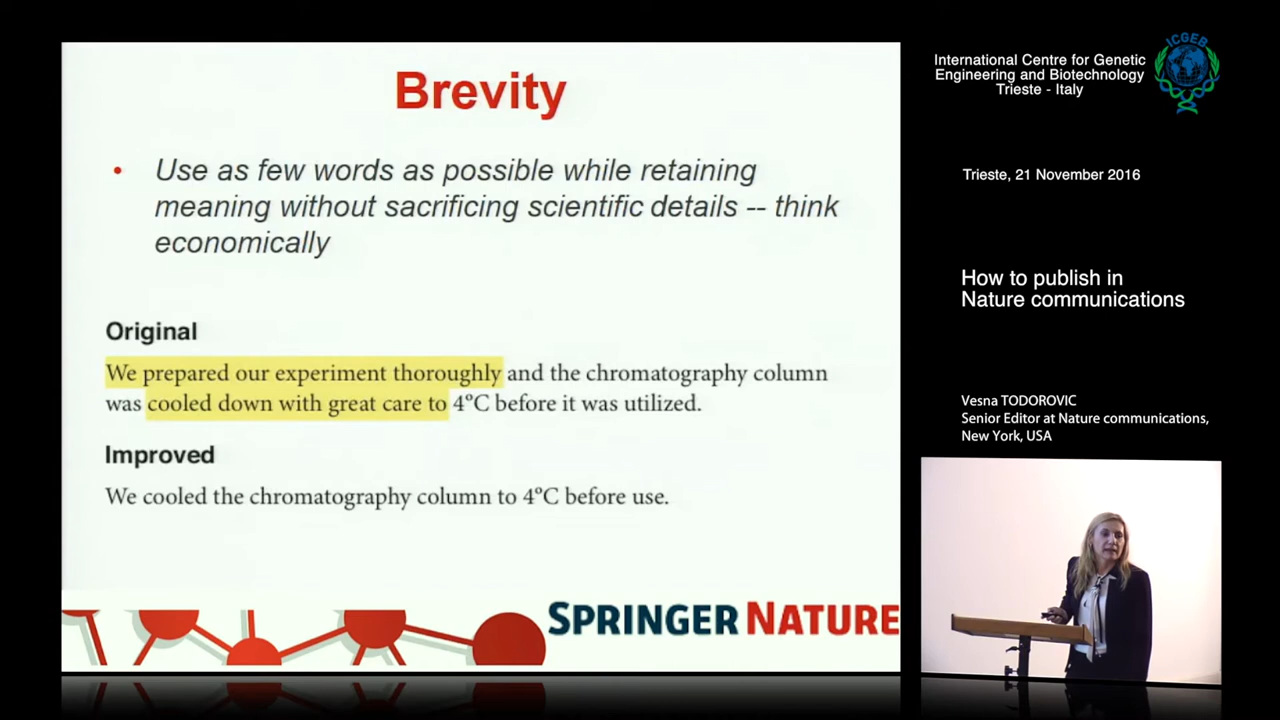 Brevity
• Use as few words as possible while retaining
meaning without sacrificing scientific details -- think
economically
Original
We prepared our experiment thoroughly and the chromatography column
was cooled down with great care to 4°C before it was utilized.
Improved
We cooled the chromatography column to 4°C before use.
SPRINGER NATURE
International Centre for Genetic
Engineering and Biotechnology
Trieste - Italy
ICGEB
Trieste, 21 November 2016
How to publish in
Nature communications
Vesna TODOROVIC
Senior Editor at Nature communications,
New York, USA